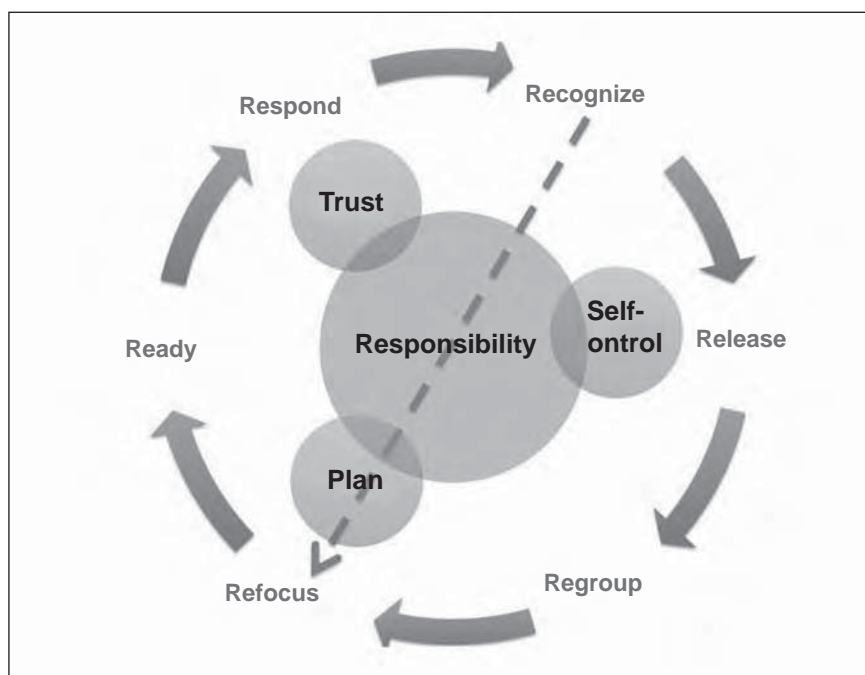 Respond
Recognize
Trust
Self-
ontrol
Responsibility
Ready
Release
Plan
Refocus
Regroup